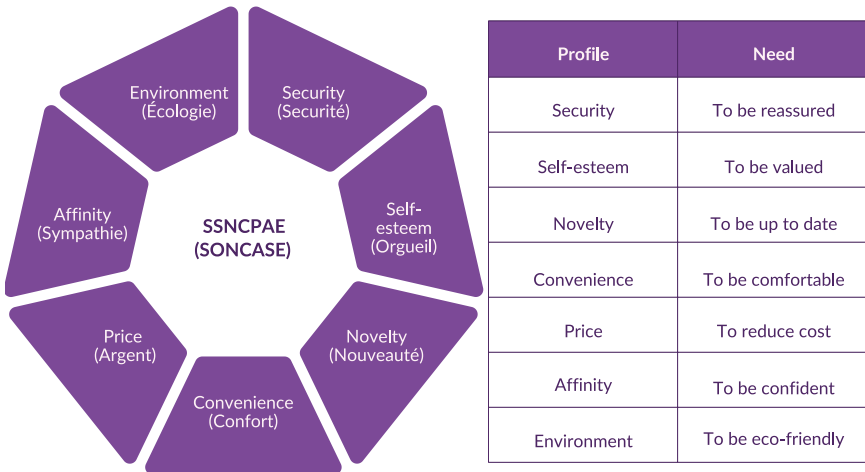 Environment
(Écologie)
Security
(Securité)
Affinity
(Sympathie)
SSNCPAE
(SONCASE)
Self-
esteem
(Orgueil)
Price
(Argent)
Novelty
(Nouveauté)
Convenience
(Confort)
Profile Need
Security To be reassured
Self-esteem To be valued
Novelty To be up to date
Convenience To be comfortable
Price To reduce cost
Affinity To be confident
Environment To be eco-friendly